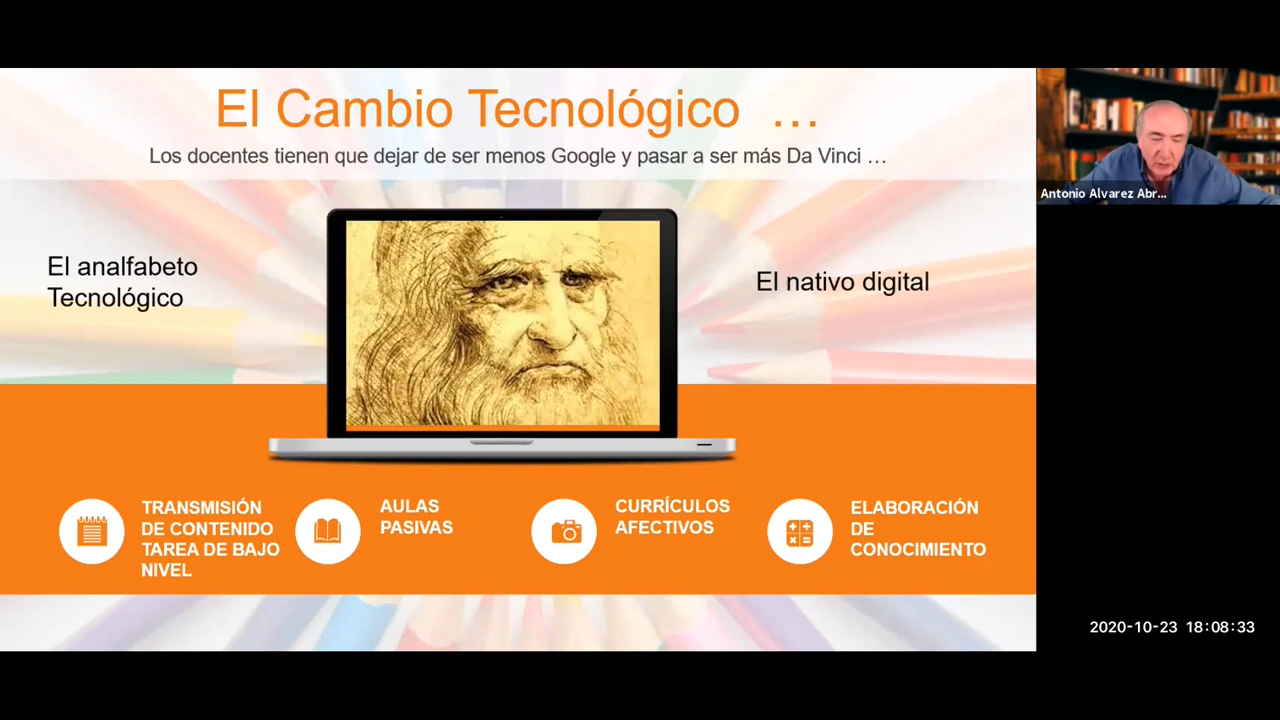 El Cambio Tecnológico …
Los docentes tienen que dejar de ser menos Google y pasar a ser más Da Vinci …
Antonio Alvarez Abr...
El analfabeto
Tecnológico
El nativo digital
TRANSMISIÓN
DE CONTENIDO
TAREA DE BAJO
NIVEL
AULAS
PASIVAS
CURRÍCULOS
AFECTIVOS
ELABORACIÓN
DE
CONOCIMIENTO
2020-10-23 18:08:33